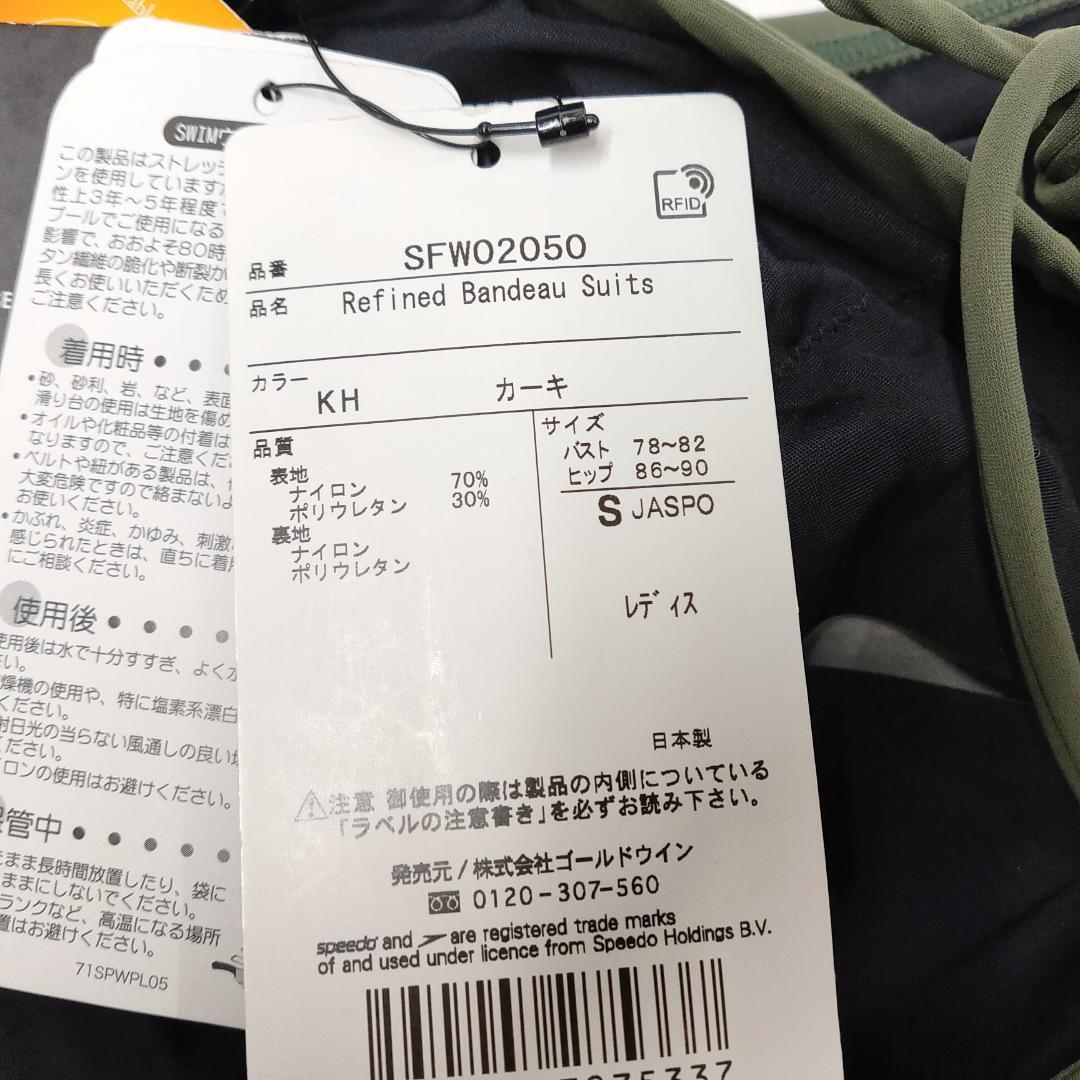 SWIM
この製品はストレッチ
ンを使用しています
性上3年〜5年程度
プールでご使用になる
影響で、おおよそ80時
タン繊維の脆化や断裂が
長くお使いいただくため
ご注意ください。
着用時
・砂、砂利、岩、など、表面
滑り台の使用は生地を傷め
・オイルや化粧品等の付着は
なりますので、ご注意くだ
・ベルトや紐がある製品は、
大変危険ですので絡まないよ
お使いください。
・かぶれ、炎症、かゆみ、刺激
感じられたときは、直ちに着
にご相談ください。
使用後
使用後は水で十分すすぎ、よく水
い。
燥機の使用や、特に塩素系漂白
ください。
射日光の当らない風通しの良い場
ださい。
イロンの使用はお避けください。
保管中
まま長時間放置したり、袋に
ままにしないでください。
ランクなど、高温になる場所
置はお避けください。
71SPWPL05
RFID
品番 SFW02050
品名 Refined Bandeau Suits
カラー KH カーキ
品質
表地
ナイロン 70%
ポリウレタン 30%
裏地
ナイロン
ポリウレタン
サイズ
バスト 78〜82
ヒップ 86〜90
S JASPO
レディス
日本製
⚠注意 御使用の際は製品の内側についている
「ラベルの注意書き」を必ずお読み下さい。
発売元/株式会社ゴールドウイン
0120-307-560
speedo and are registered trade marks
of and used under licence from Speedo Holdings B.V.
75337